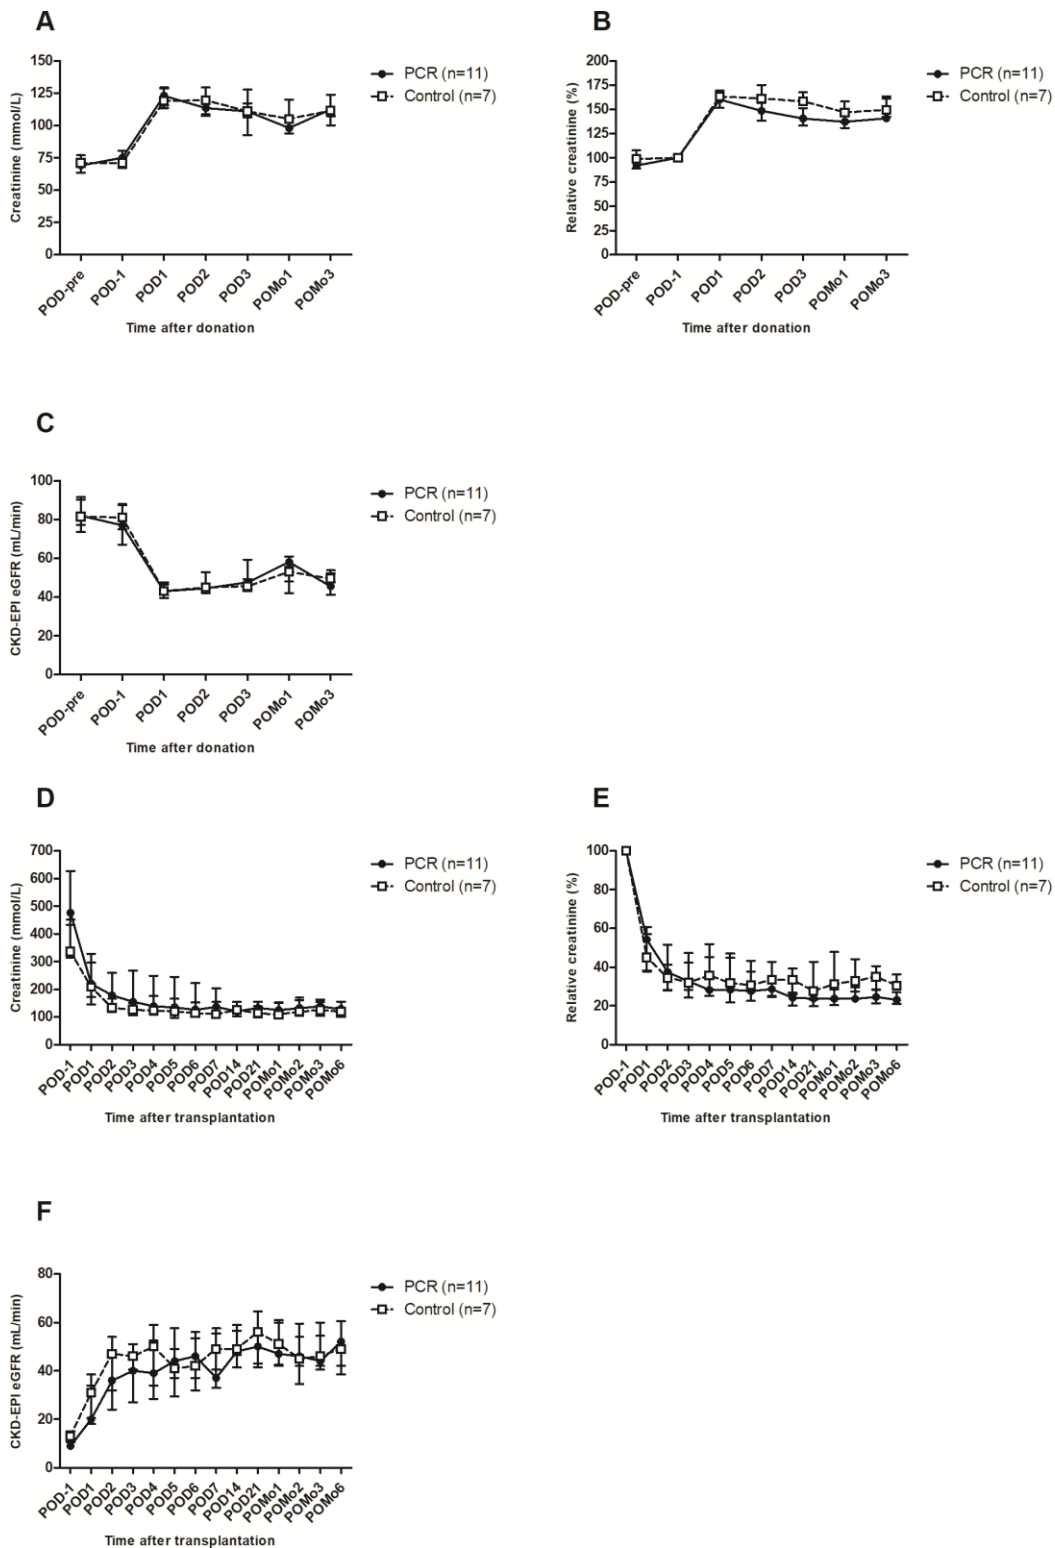 A
Creatinine (mmol/L)
150
125
100
75
50
25
0
POD-pre
POD-1
POD1
POD2
POD3
POMo1
POMo3
Time after donation
PCR (n=11)
Control (n=7)
B
Relative creatinine (%)
200
175
150
125
100
75
50
25
0
POD-pre
POD-1
POD1
POD2
POD3
POMo1
POMo3
Time after donation
PCR (n=11)
Control (n=7)
C
CKD-EPI eGFR (mL/min)
100
80
60
40
20
0
POD-pre
POD-1
POD1
POD2
POD3
POMo1
POMo3
Time after donation
PCR (n=11)
Control (n=7)
D
Creatinine (mmol/L)
700
600
500
400
300
200
100
0
POD-1
POD1
POD2
POD3
POD4
POD5
POD6
POD7
POD14
POD21
POMo1
POMo2
POMo3
POMo6
Time after transplantation
PCR (n=11)
Control (n=7)
E
Relative creatinine (%)
100
80
60
40
20
0
POD-1
POD1
POD2
POD3
POD4
POD5
POD6
POD7
POD14
POD21
POMo1
POMo2
POMo3
POMo6
Time after transplantation
PCR (n=11)
Control (n=7)
F
CKD-EPI eGFR (mL/min)
80
60
40
20
0
POD-1
POD1
POD2
POD3
POD4
POD5
POD6
POD7
POD14
POD21
POMo1
POMo2
POMo3
POMo6
Time after transplantation
PCR (n=11)
Control (n=7)